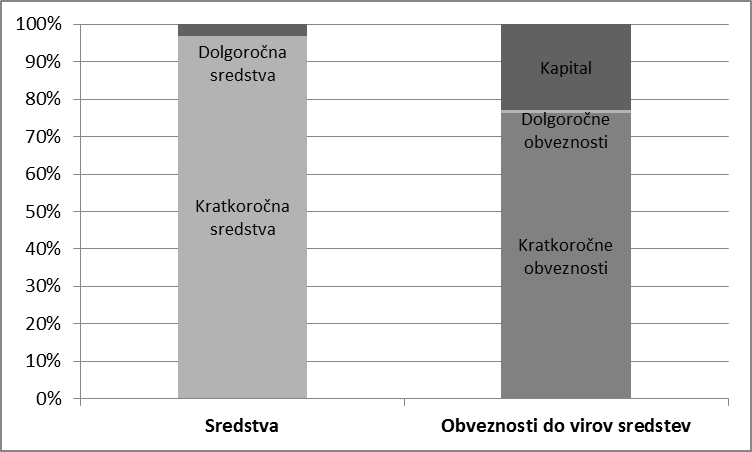 100%
90%
80%
70%
60%
50%
40%
30%
20%
10%
0%
Dolgoročna
sredstva
Kratkoročna
sredstva
Kapital
Dolgoročne
obveznosti
Kratkoročne
obveznosti
Sredstva
Obveznosti do virov sredstev